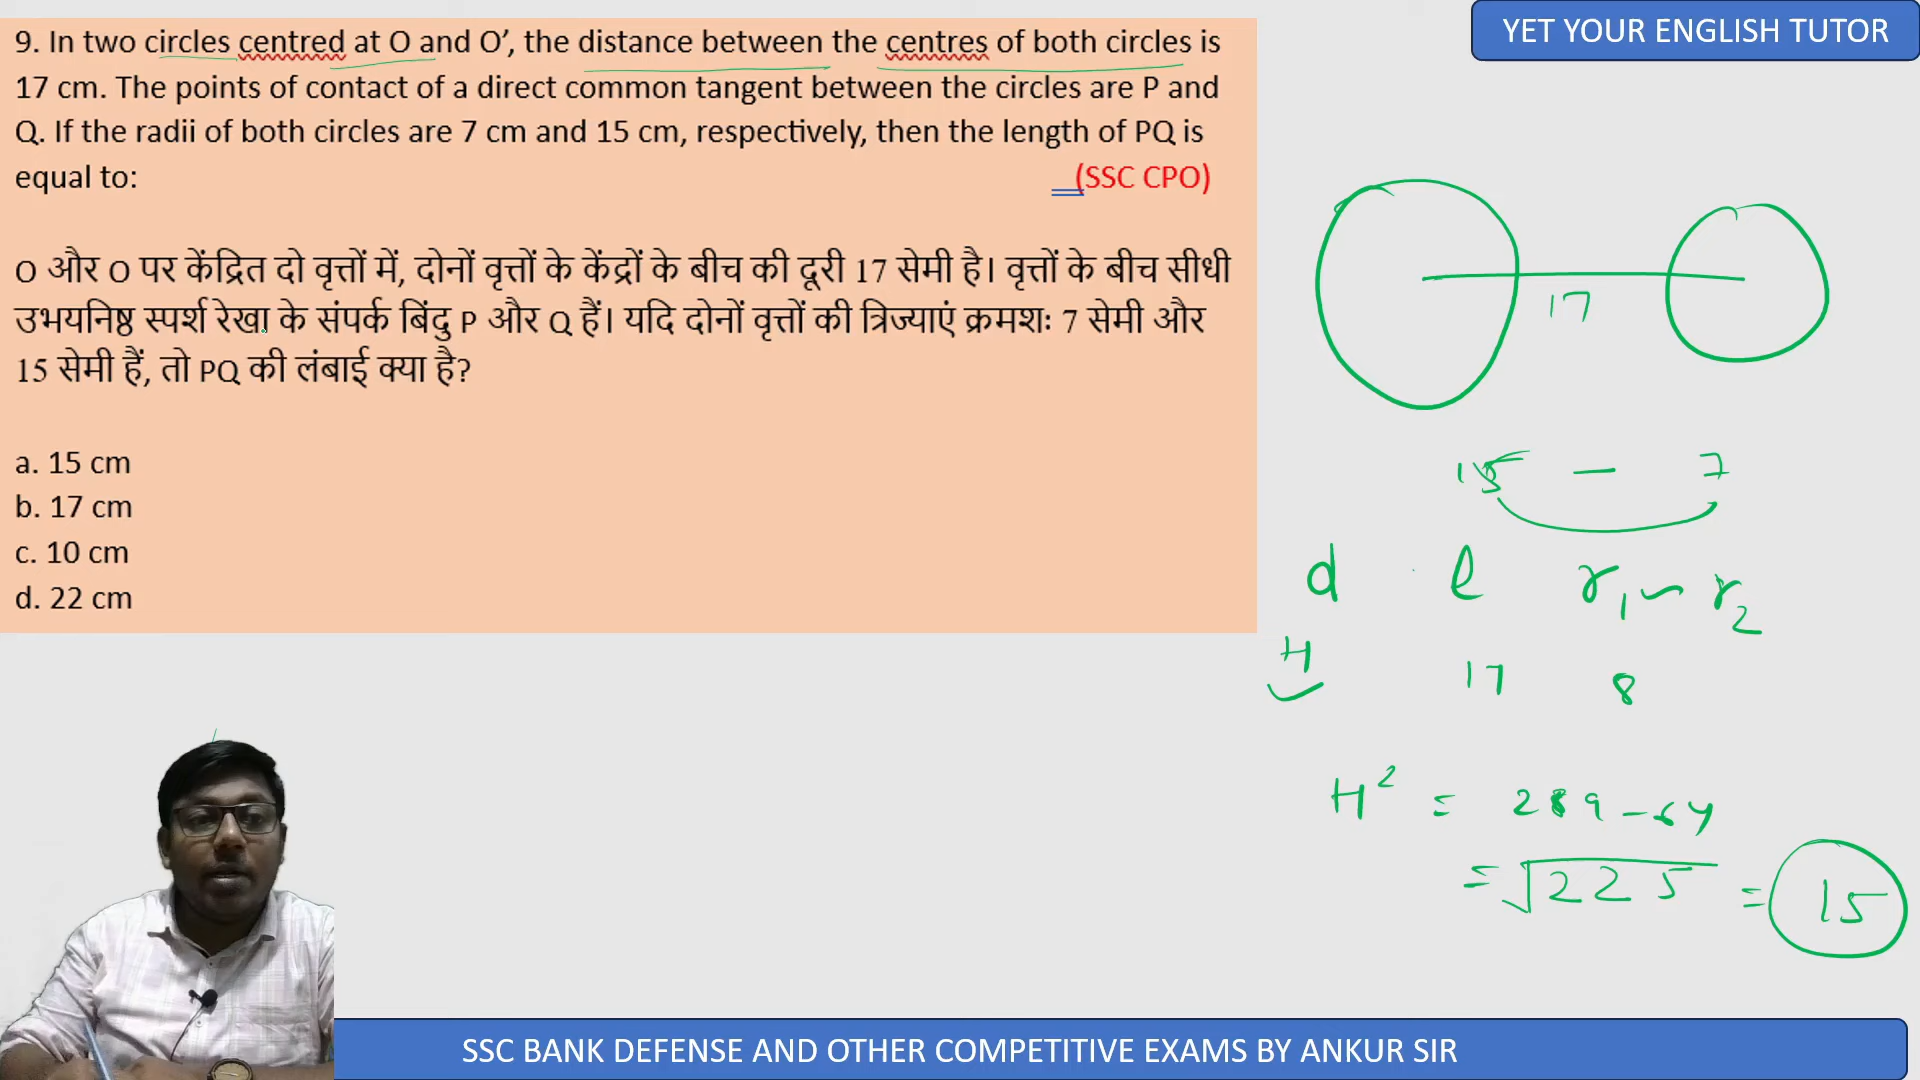 YET YOUR ENGLISH TUTOR
9. In two circles centred at O and O’, the distance between the centres of both circles is
17 cm. The points of contact of a direct common tangent between the circles are P and
Q. If the radii of both circles are 7 cm and 15 cm, respectively, then the length of PQ is
equal to: (SSC CPO)
O और O पर केंद्रित दो वृत्तों में, दोनों वृत्तों के केंद्रों के बीच की दूरी 17 सेमी है। वृत्तों के बीच सीधी
उभयनिष्ठ स्पर्श रेखा के संपर्क बिंदु P और Q हैं। यदि दोनों वृत्तों की त्रिज्याएं क्रमशः 7 सेमी और
15 सेमी हैं, तो PQ की लंबाई क्या है?
a. 15 cm
b. 17 cm
c. 10 cm
d. 22 cm
17
15 — 7
d l r1 ~ r2
H 17 8
H² = 289 - 64
= √225 = 15
SSC BANK DEFENSE AND OTHER COMPETITIVE EXAMS BY ANKUR SIR